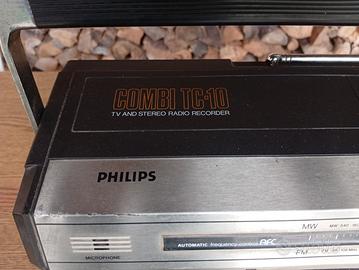 COMBI TC-10
TV AND STEREO RADIO RECORDER
PHILIPS
MW
AUTOMATIC frequency control AFC
FM
MICROPHONE